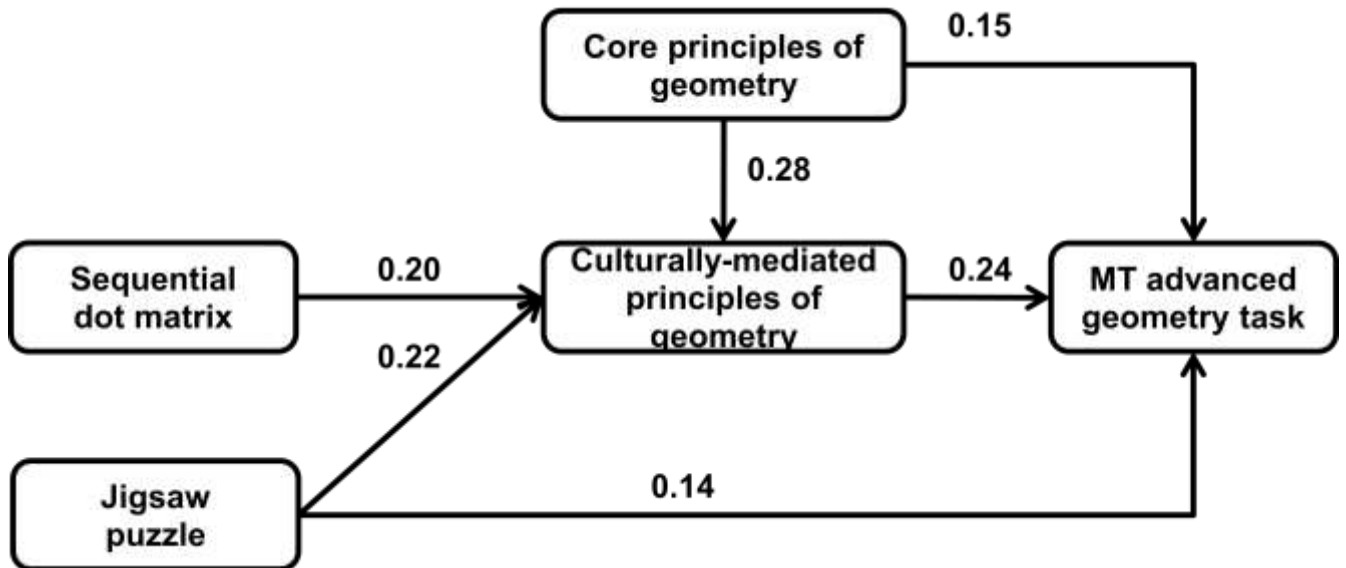 Core principles of
geometry
0.15
0.28
Sequential
dot matrix
0.20
Culturally-mediated
principles of
geometry
0.24
MT advanced
geometry task
0.22
Jigsaw
puzzle
0.14